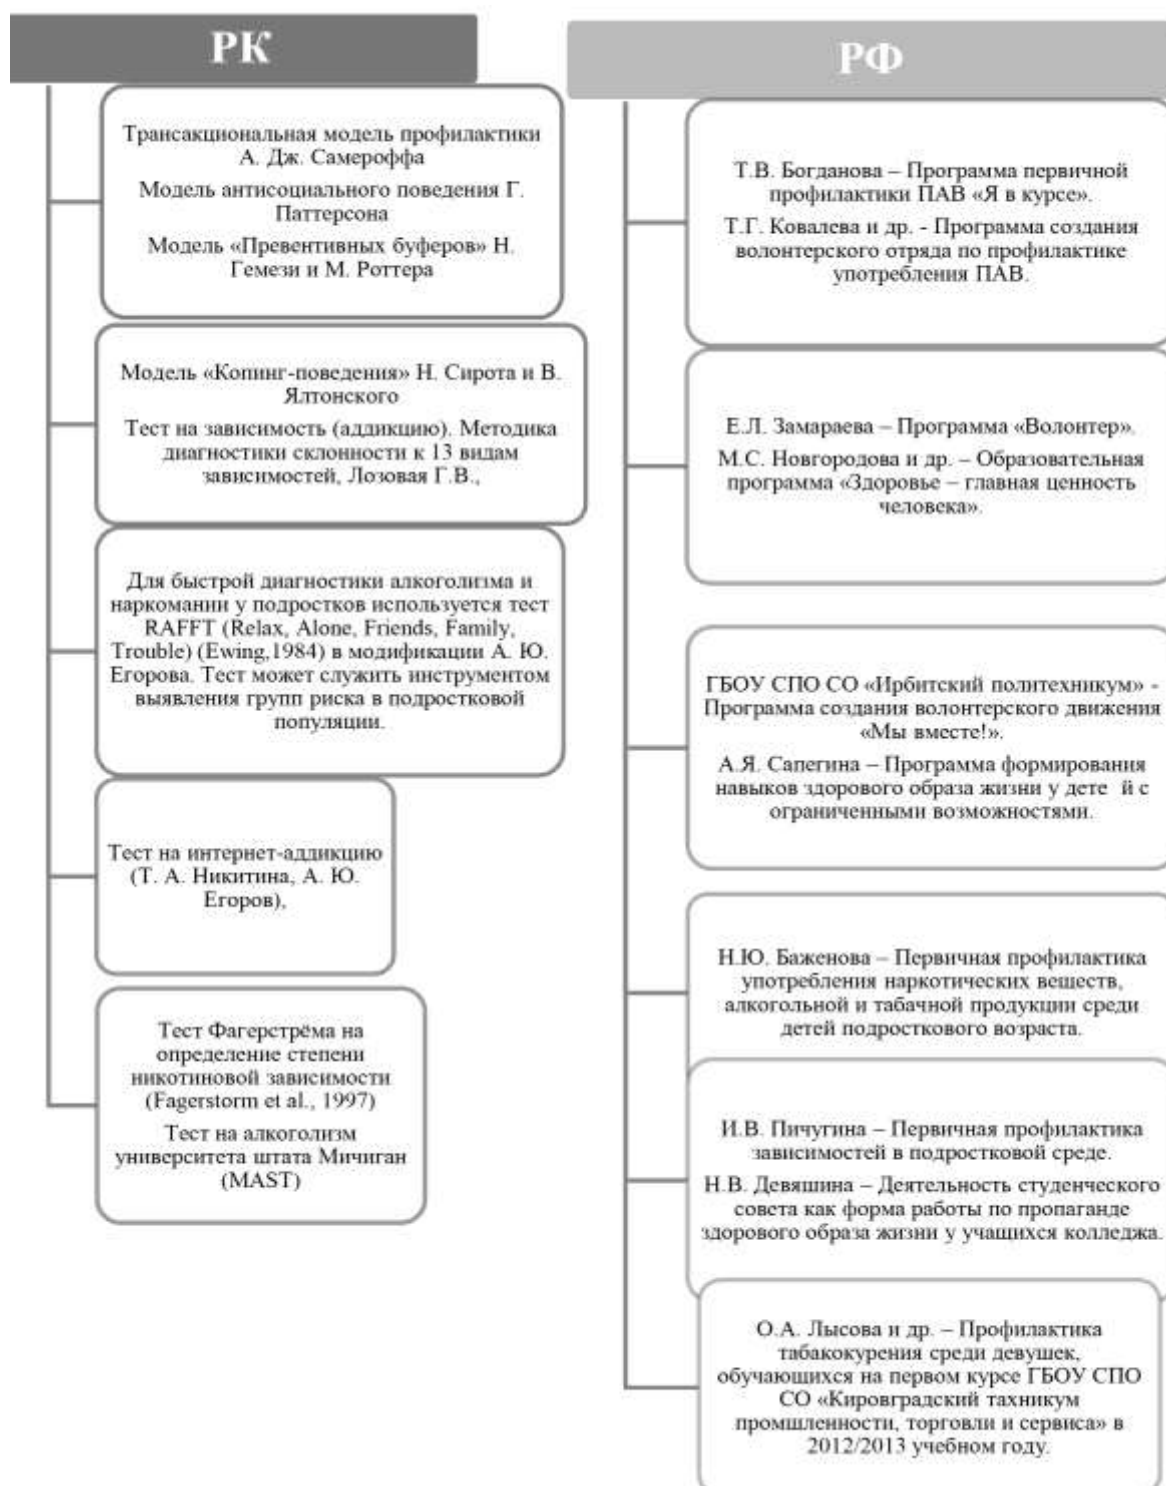 РК
Трансакциональная модель профилактики
А. Дж. Самероффа
Модель антисоциального поведения Г.
Паттерсона
Модель «Превентивных буферов» Н.
Гемези и М. Роттера
Модель «Копинг-поведения» Н. Сирота и В.
Ялтонского
Тест на зависимость (аддикцию). Методика
диагностики склонности к 13 видам
зависимостей, Лозовая Г.В.,
Для быстрой диагностики алкоголизма и
наркомании у подростков используется тест
RAFFT (Relax, Alone, Friends, Family,
Trouble) (Ewing,1984) в модификации А. Ю.
Егорова. Тест может служить инструментом
выявления групп риска в подростковой
популяции.
Тест на интернет-аддикцию
(Т. А. Никитина, А. Ю.
Егоров),
Тест Фагерстрёма на
определение степени
никотиновой зависимости
(Fagerstorm et al., 1997)
Тест на алкоголизм
университета штата Мичиган
(MAST)
РФ
Т.В. Богданова – Программа первичной
профилактики ПАВ «Я в курсе».
Т.Г. Ковалева и др. - Программа создания
волонтерского отряда по профилактике
употребления ПАВ.
Е.Л. Замараева – Программа «Волонтер».
М.С. Новгородова и др. – Образовательная
программа «Здоровье – главная ценность
человека».
ГБОУ СПО СО «Ирбитский политехникум» -
Программа создания волонтерского движения
«Мы вместе!».
А.Я. Сапегина – Программа формирования
навыков здорового образа жизни у дете й с
ограниченными возможностями.
Н.Ю. Баженова – Первичная профилактика
употребления наркотических веществ,
алкогольной и табачной продукции среди
детей подросткового возраста.
И.В. Пичугина – Первичная профилактика
зависимостей в подростковой среде.
Н.В. Девяшина – Деятельность студенческого
совета как форма работы по пропаганде
здорового образа жизни у учащихся колледжа.
О.А. Лысова и др. – Профилактика
табакокурения среди девушек,
обучающихся на первом курсе ГБОУ СПО
СО «Кировградский тахникум
промшленности, торговли и сервиса» в
2012/2013 учебном году.